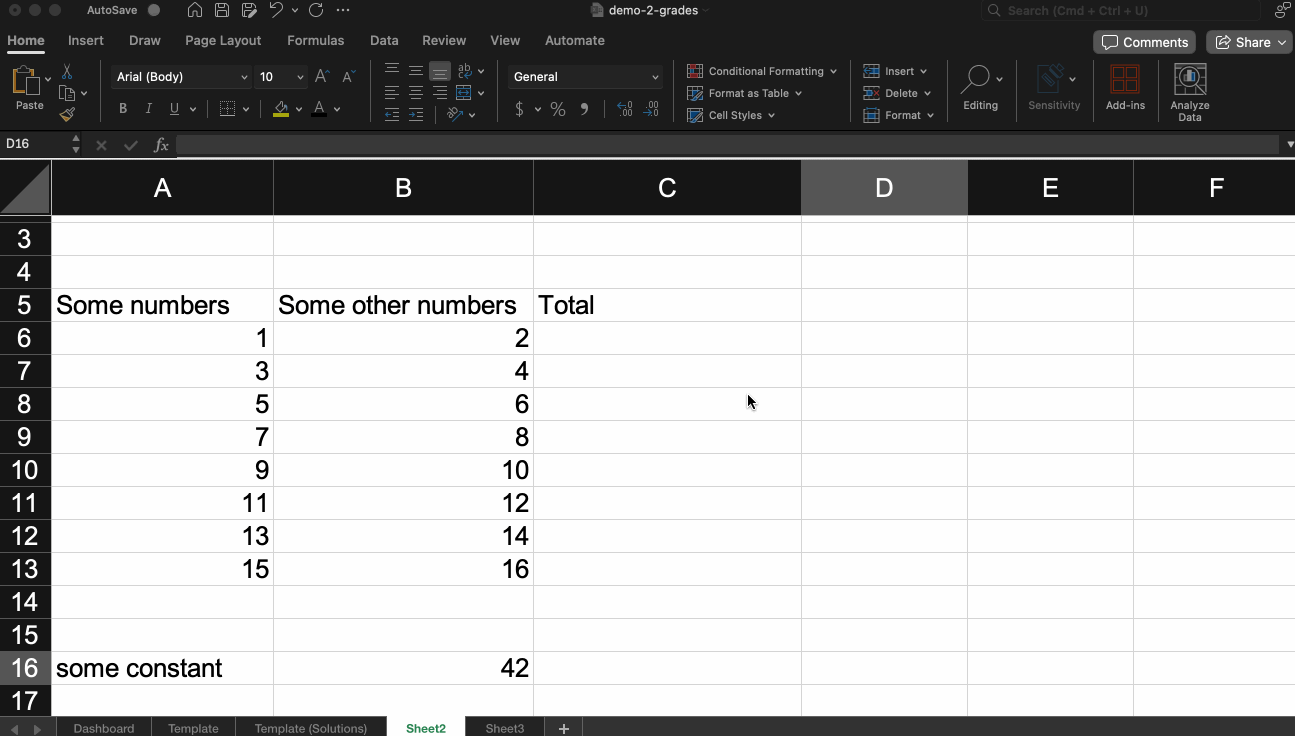 AutoSave demo-2-grades Search (Cmd + Ctrl + U)
Home Insert Draw Page Layout Formulas Data Review View Automate Comments Share
Paste Arial (Body) 10 A A ab General Conditional Formatting Insert Editing Sensitivity Add-ins Analyze Data
Format as Table Delete
B I U A $ % 9 .00 Cell Styles Format
D16 fx
A B C D E F
3
4
5 Some numbers Some other numbers Total
6 1 2
7 3 4
8 5 6
9 7 8
10 9 10
11 11 12
12 13 14
13 15 16
14
15
16 some constant 42
17
Dashboard Template Template (Solutions) Sheet2 Sheet3 +